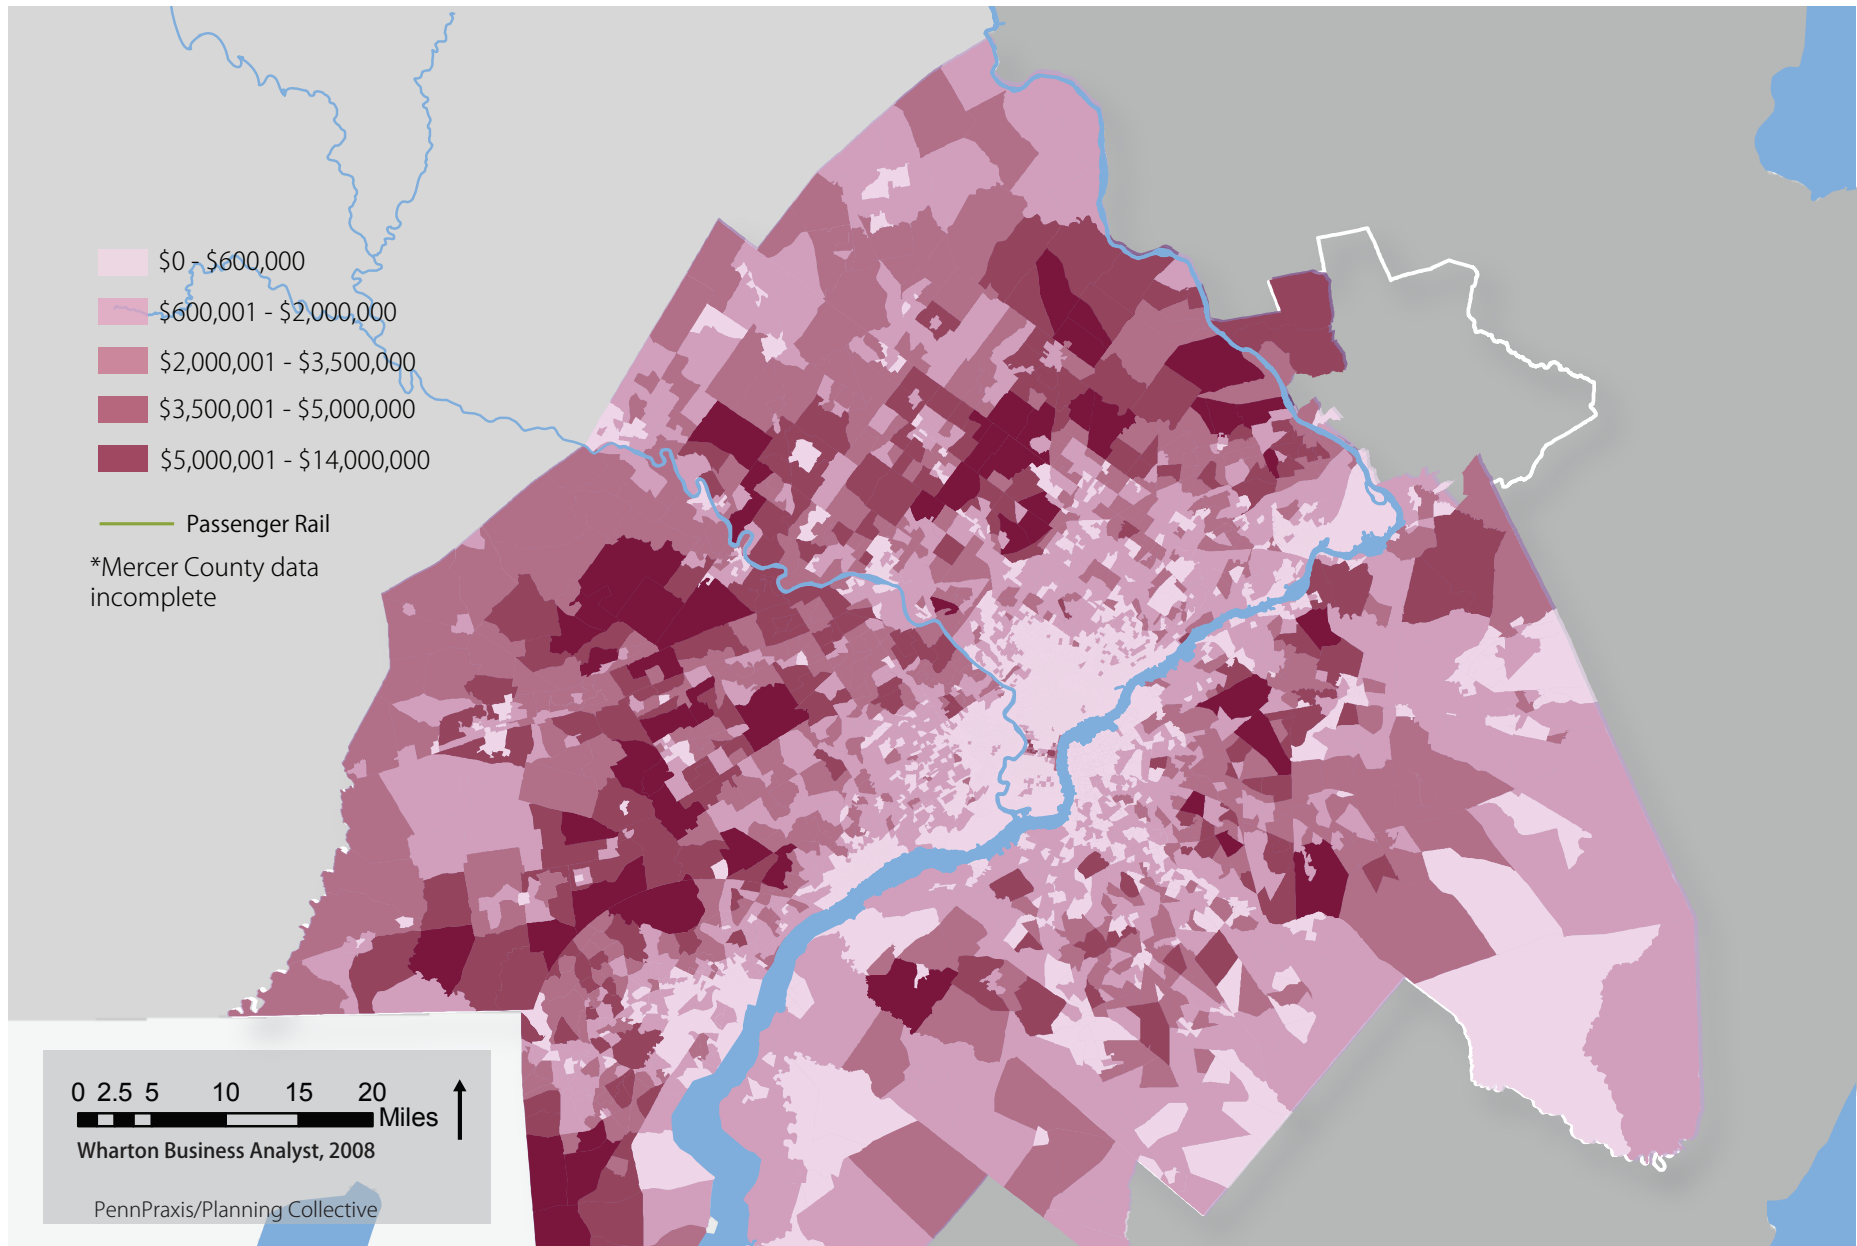 $0 - $600,000
$600,001 - $2,000,000
$2,000,001 - $3,500,000
$3,500,001 - $5,000,000
$5,000,001 - $14,000,000
Passenger Rail
*Mercer County data
incomplete
0 2.5 5 10 15 20
Miles
Wharton Business Analyst, 2008
PennPraxis/Planning Collective